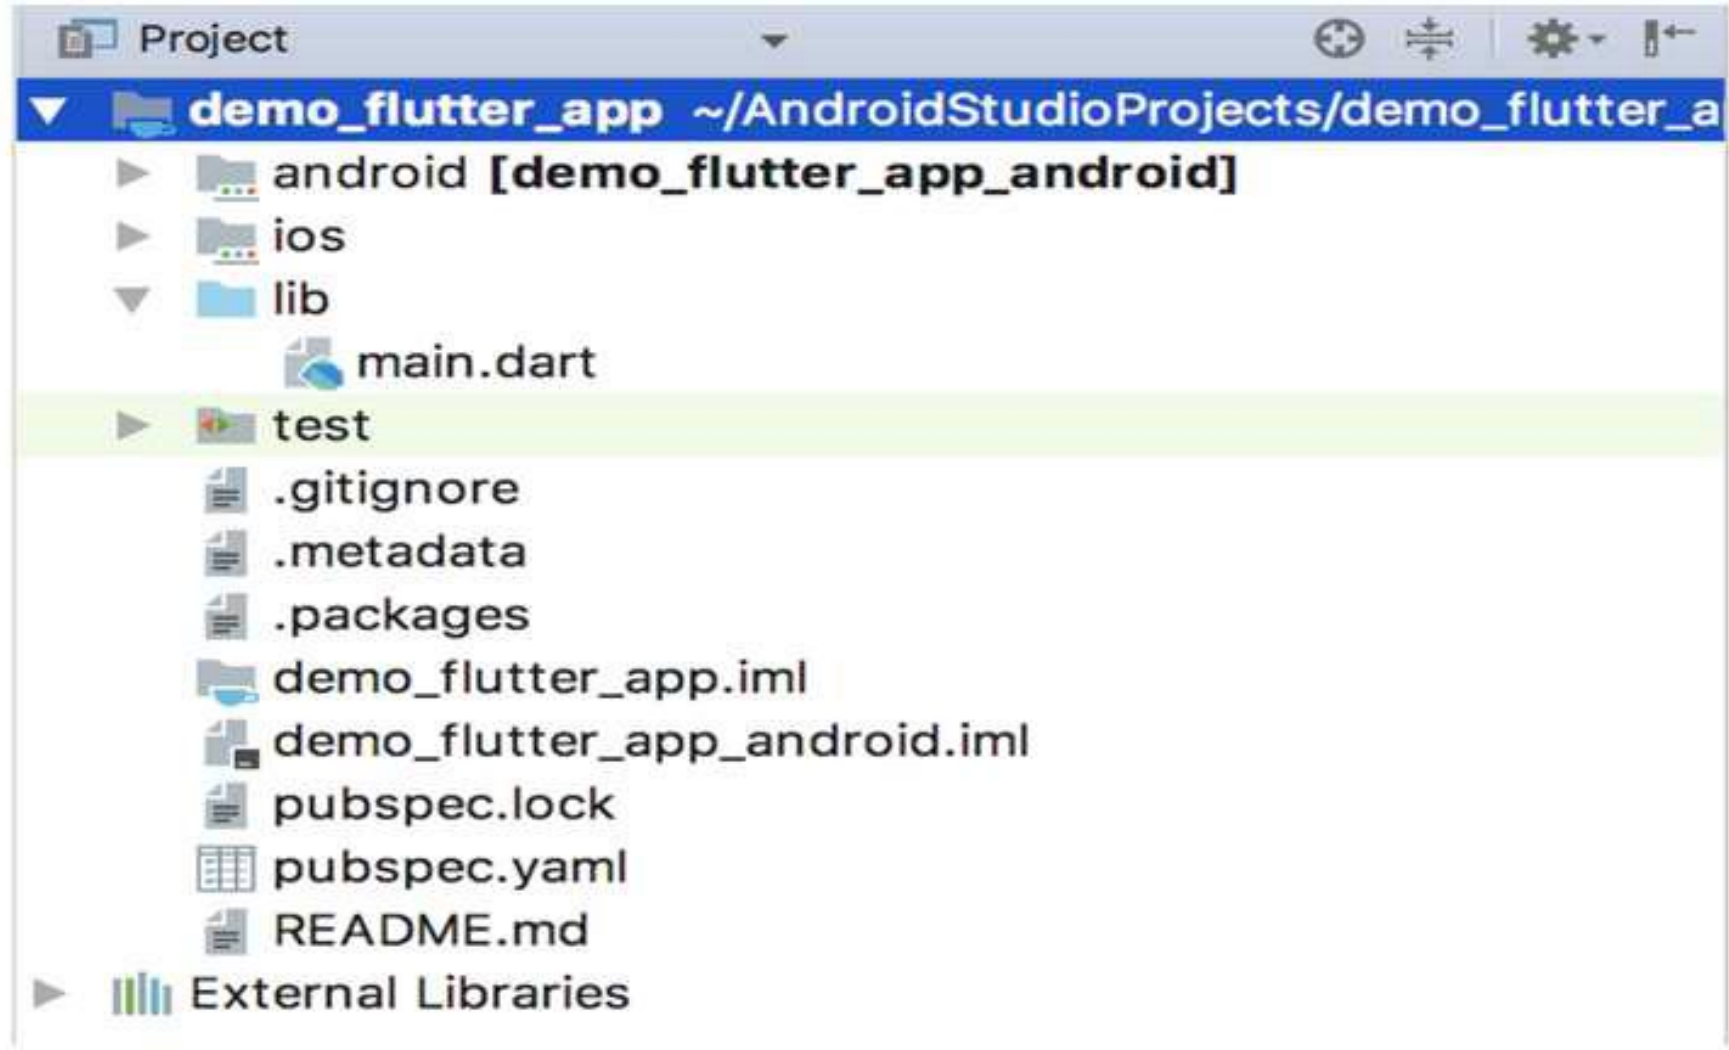 Project
demo_flutter_app ~/AndroidStudioProjects/demo_flutter_a
android [demo_flutter_app_android]
ios
lib
main.dart
test
.gitignore
.metadata
.packages
demo_flutter_app.iml
demo_flutter_app_android.iml
pubspec.lock
pubspec.yaml
README.md
External Libraries